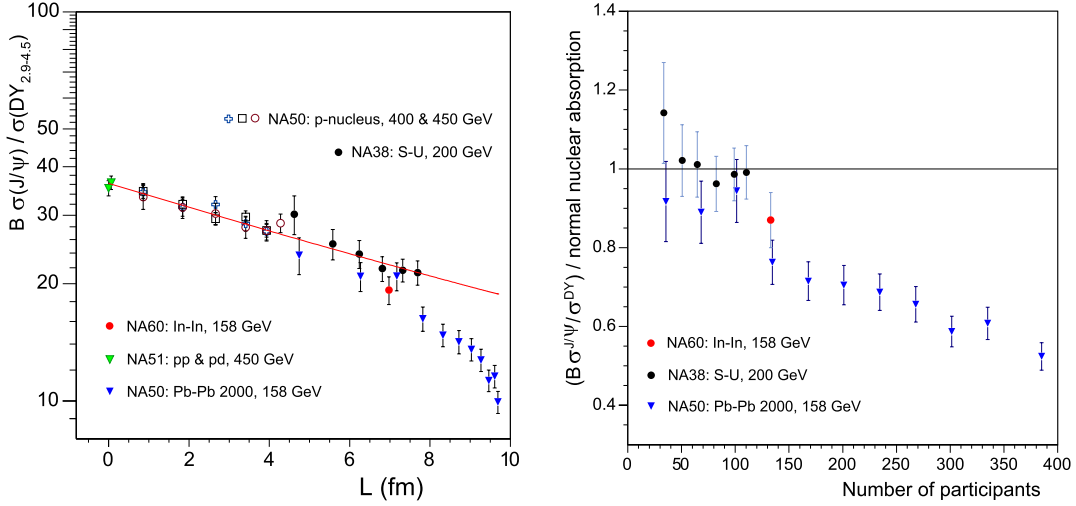 B σ(J/ψ) / σ(DY2.9-4.5)
100
50
40
30
20
10
NA50: p-nucleus, 400 & 450 GeV
NA38: S-U, 200 GeV
NA60: In-In, 158 GeV
NA51: pp & pd, 450 GeV
NA50: Pb-Pb 2000, 158 GeV
0 2 4 6 8 10
L (fm)
(Bσ^J/ψ/σ^DY) / normal nuclear absorption
1.4
1.2
1
0.8
0.6
0.4
NA60: In-In, 158 GeV
NA38: S-U, 200 GeV
NA50: Pb-Pb 2000, 158 GeV
0 50 100 150 200 250 300 350 400
Number of participants